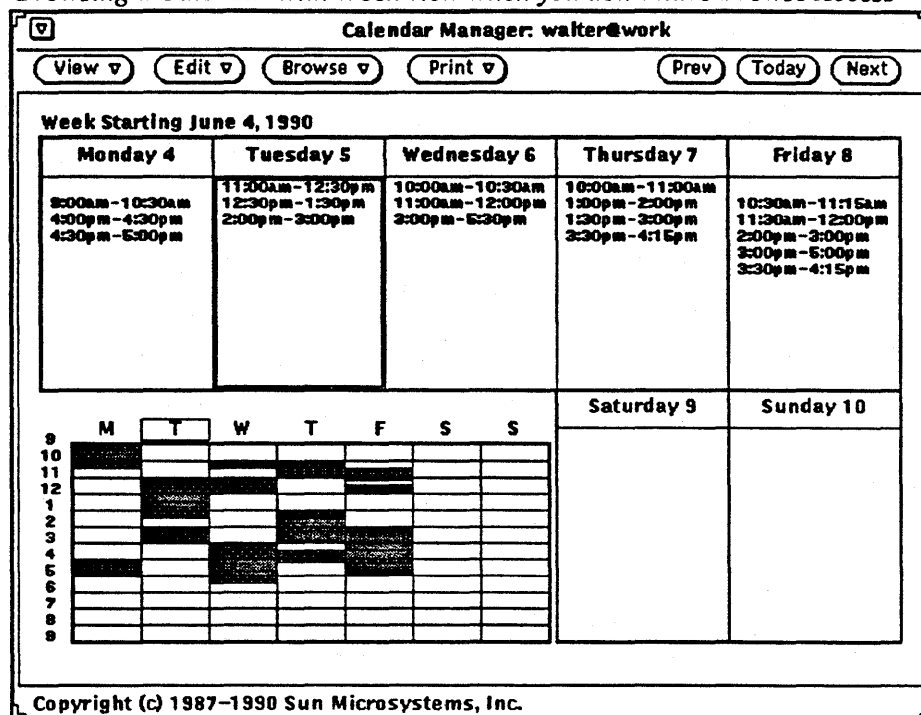 Calendar Manager: walter@work
View Edit Browse Print Prev Today Next
Week Starting June 4, 1990
Monday 4 Tuesday 5 Wednesday 6 Thursday 7 Friday 8
9:00am-10:30am
4:00pm-4:30pm
4:30pm-5:00pm
11:00am-12:30pm
12:30pm-1:30pm
2:00pm-3:00pm
10:00am-10:30am
11:00am-12:00pm
3:00pm-5:30pm
10:00am-11:00am
1:00pm-2:00pm
1:30pm-3:00pm
3:30pm-4:15pm
10:30am-11:15am
11:30am-12:00pm
2:00pm-3:00pm
3:00pm-5:00pm
3:30pm-4:15pm
Saturday 9 Sunday 10
M T W T F S S
9
10
11
12
1
2
3
4
5
6
7
8
9
Copyright (c) 1987-1990 Sun Microsystems, Inc.